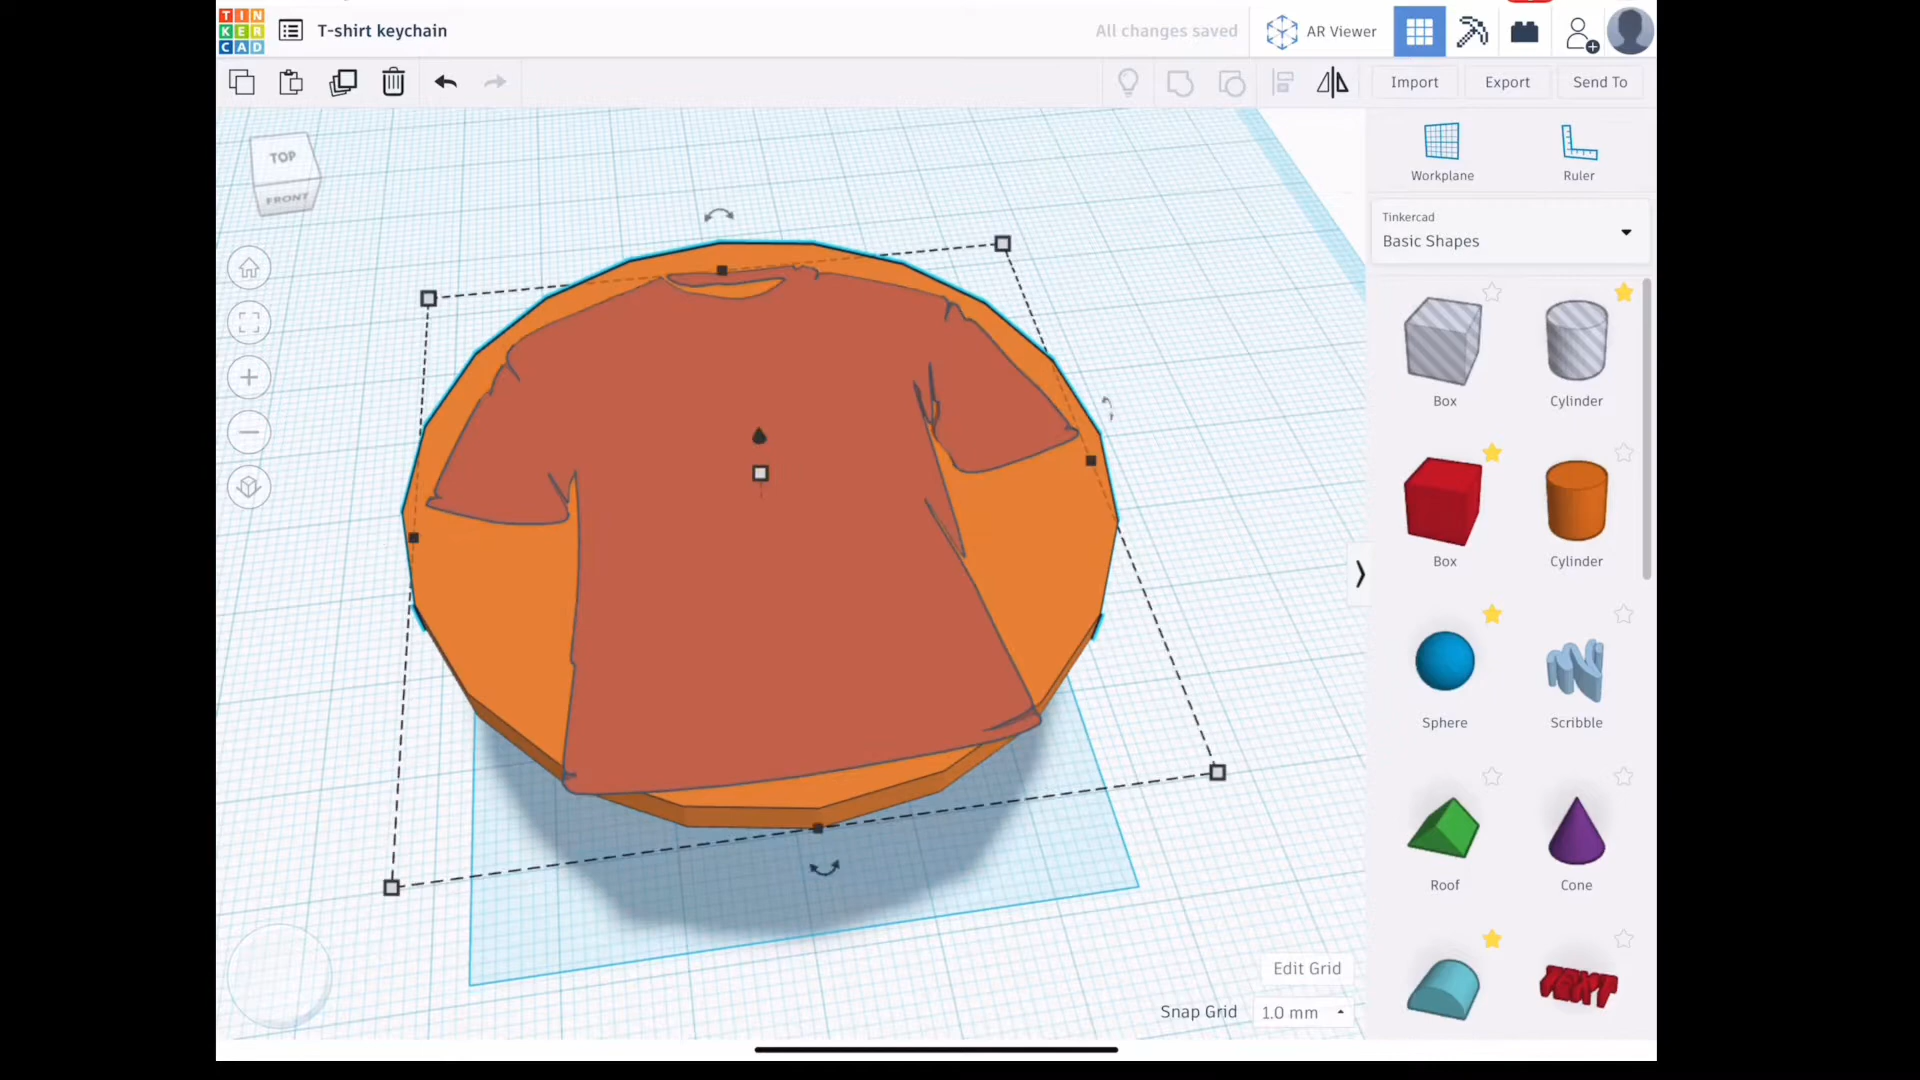 TIN
KER
CAD
T-shirt keychain
All changes saved
AR Viewer
Import
Export
Send To
TOP
FRONT
Workplane
Ruler
Tinkercad
Basic Shapes
Box
Cylinder
Box
Cylinder
Sphere
Scribble
Roof
Cone
TEXT
Edit Grid
Snap Grid
1.0 mm